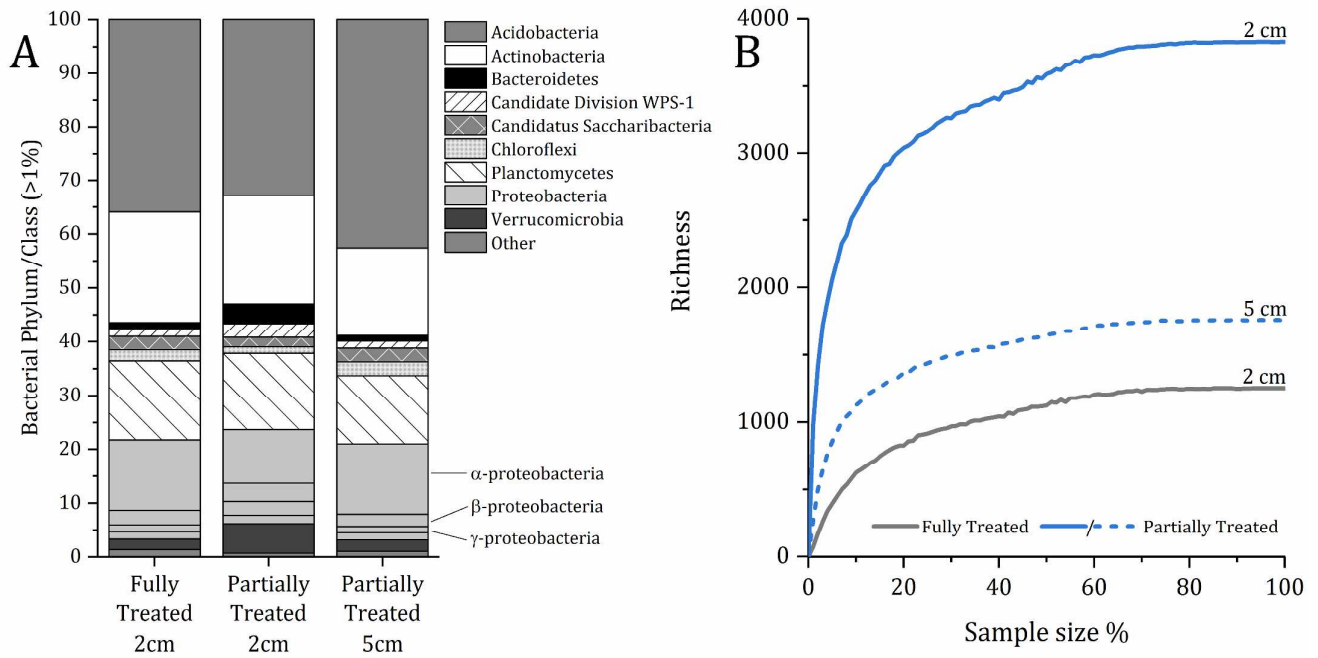 A
Bacterial Phylum/Class (>1%)
100
90
80
70
60
50
40
30
20
10
0
Fully
Treated
2cm
Partially
Treated
2cm
Partially
Treated
5cm
Acidobacteria
Actinobacteria
Bacteroidetes
Candidate Division WPS-1
Candidatus Saccharibacteria
Chloroflexi
Planctomycetes
Proteobacteria
Verrucomicrobia
Other
α-proteobacteria
β-proteobacteria
γ-proteobacteria
B
Richness
4000
3000
2000
1000
0
2 cm
5 cm
2 cm
Fully Treated / Partially Treated
0 20 40 60 80 100
Sample size %